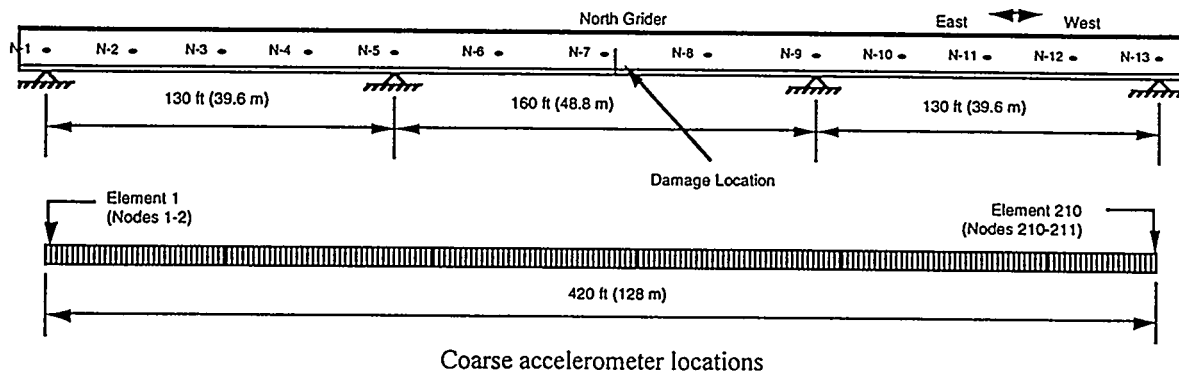 North Grider
East West
N-1 N-2 N-3 N-4 N-5 N-6 N-7 N-8 N-9 N-10 N-11 N-12 N-13
130 ft (39.6 m)
160 ft (48.8 m)
130 ft (39.6 m)
Damage Location
Element 1
(Nodes 1-2)
Element 210
(Nodes 210-211)
420 ft (128 m)
Coarse accelerometer locations